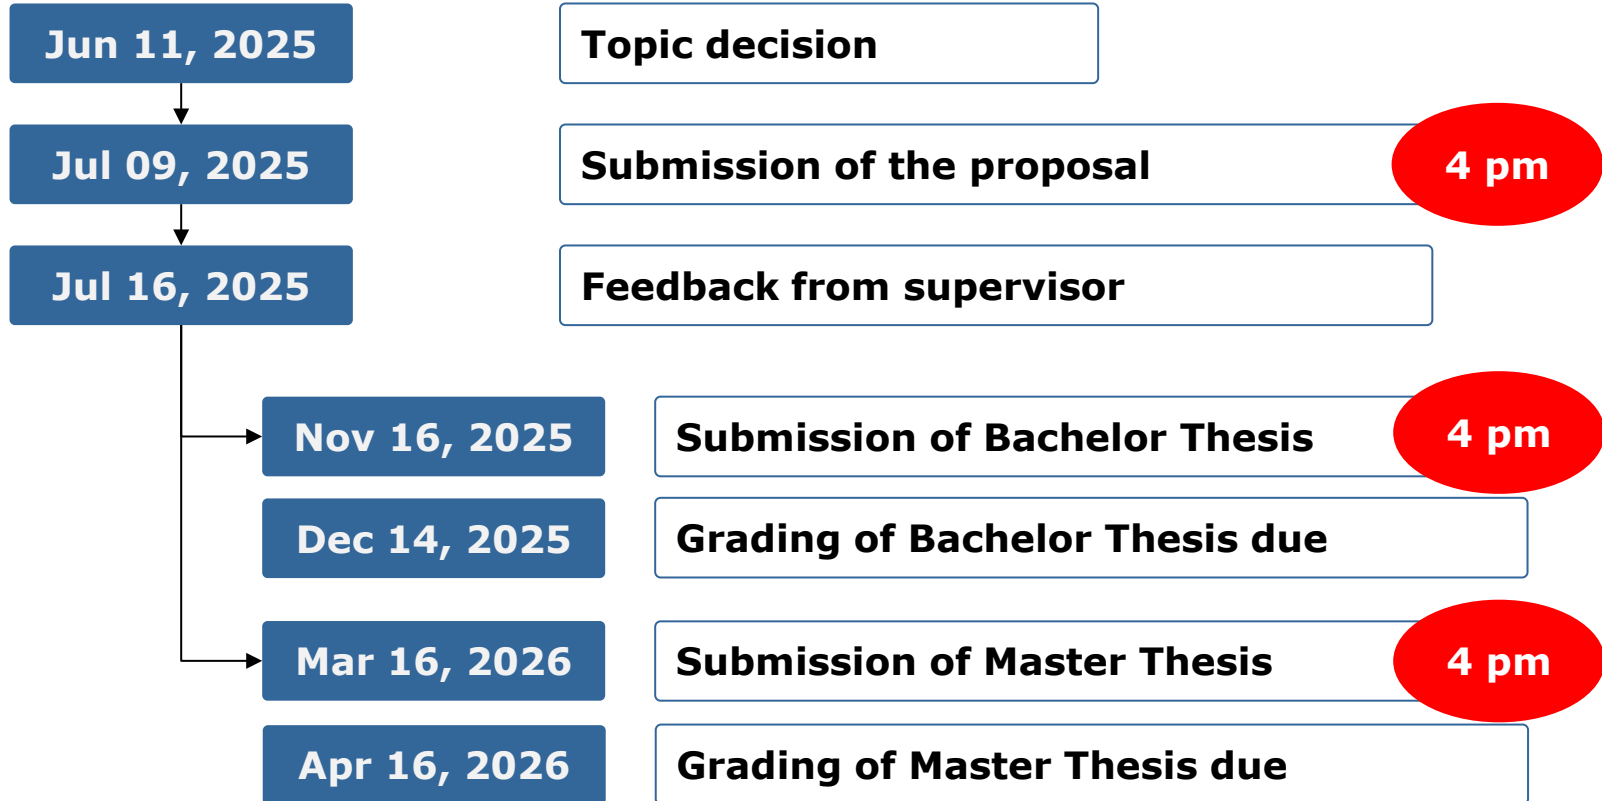 Jun 11, 2025
Topic decision
Jul 09, 2025
Submission of the proposal
4 pm
Jul 16, 2025
Feedback from supervisor
Nov 16, 2025
Submission of Bachelor Thesis
4 pm
Dec 14, 2025
Grading of Bachelor Thesis due
Mar 16, 2026
Submission of Master Thesis
4 pm
Apr 16, 2026
Grading of Master Thesis due